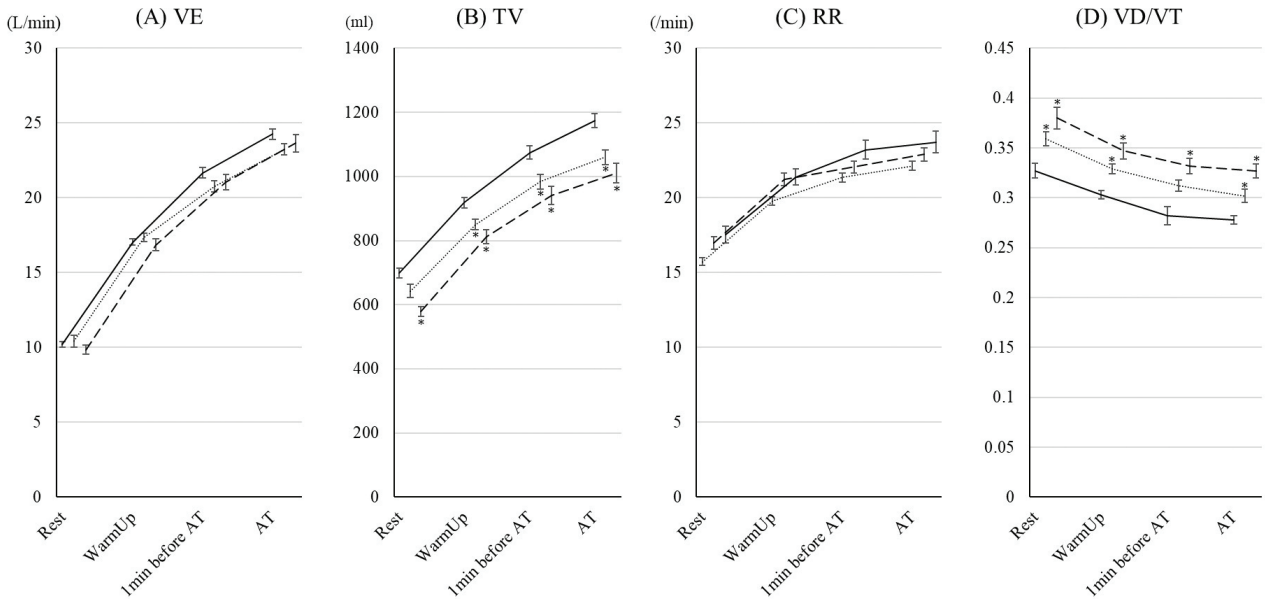 (A) VE
(L/min)
30
25
20
15
10
5
0
Rest
WarmUp
1min before AT
AT
(B) TV
(ml)
1400
1200
1000
800
600
400
200
0
*
*
*
*
*
*
*
Rest
WarmUp
1min before AT
AT
(C) RR
(/min)
30
25
20
15
10
5
0
Rest
WarmUp
1min before AT
AT
(D) VD/VT
0.45
0.4
0.35
0.3
0.25
0.2
0.15
0.1
0.05
0
*
*
*
*
*
*
*
Rest
WarmUp
1min before AT
AT